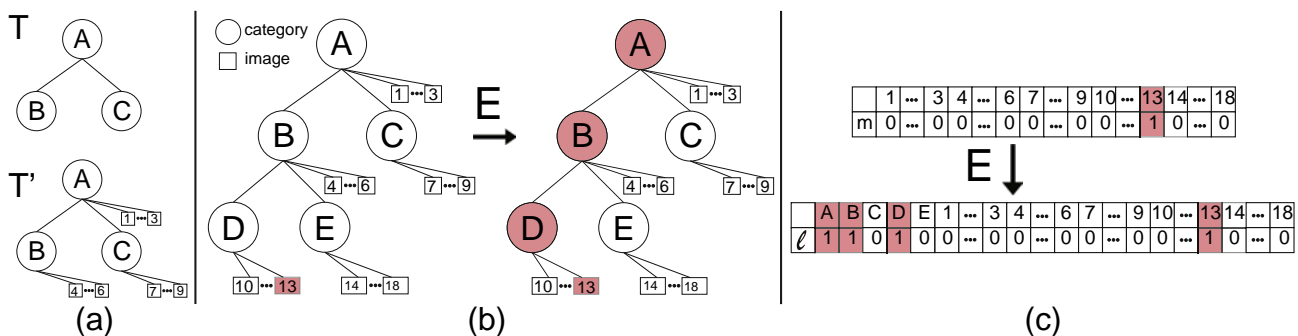 T
A
B
C
T'
A
1 ••• 3
B
C
4 ••• 6
7 ••• 9
(a)
category
image
A
1 ••• 3
B
C
4 ••• 6
7 ••• 9
D
E
10 ••• 13
14 ••• 18
E
A
1 ••• 3
B
C
4 ••• 6
7 ••• 9
D
E
10 ••• 13
14 ••• 18
(b)
1 ••• 3 4 ••• 6 7 ••• 9 10 ••• 13 14 ••• 18
m 0 ••• 0 0 ••• 0 0 ••• 0 0 ••• 1 0 ••• 0
E
A B C D E 1 ••• 3 4 ••• 6 7 ••• 9 10 ••• 13 14 ••• 18
ℓ 1 1 0 1 0 0 ••• 0 0 ••• 0 0 ••• 0 0 ••• 1 0 ••• 0
(c)